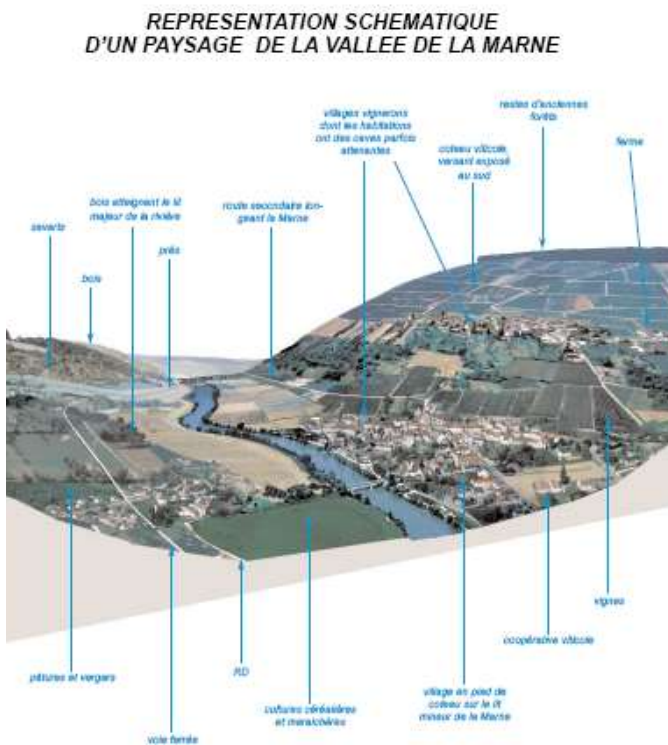 REPRESENTATION SCHEMATIQUE
D'UN PAYSAGE DE LA VALLEE DE LA MARNE
villages vignerons
dont les habitations
ont des caves parfois
attenantes
restes d'anciennes
forêts
coteau viticole,
versant exposé
au sud
ferme
bois atteignant le lit
majeur de la rivière
route secondaire lon-
geant la Marne
savarts
prés
bois
vignes
coopérative viticole
pâtures et vergers
RD
cultures céréalières
et maraichères
village en pied de
coteau sur le lit
mineur de la Marne
voie ferrée